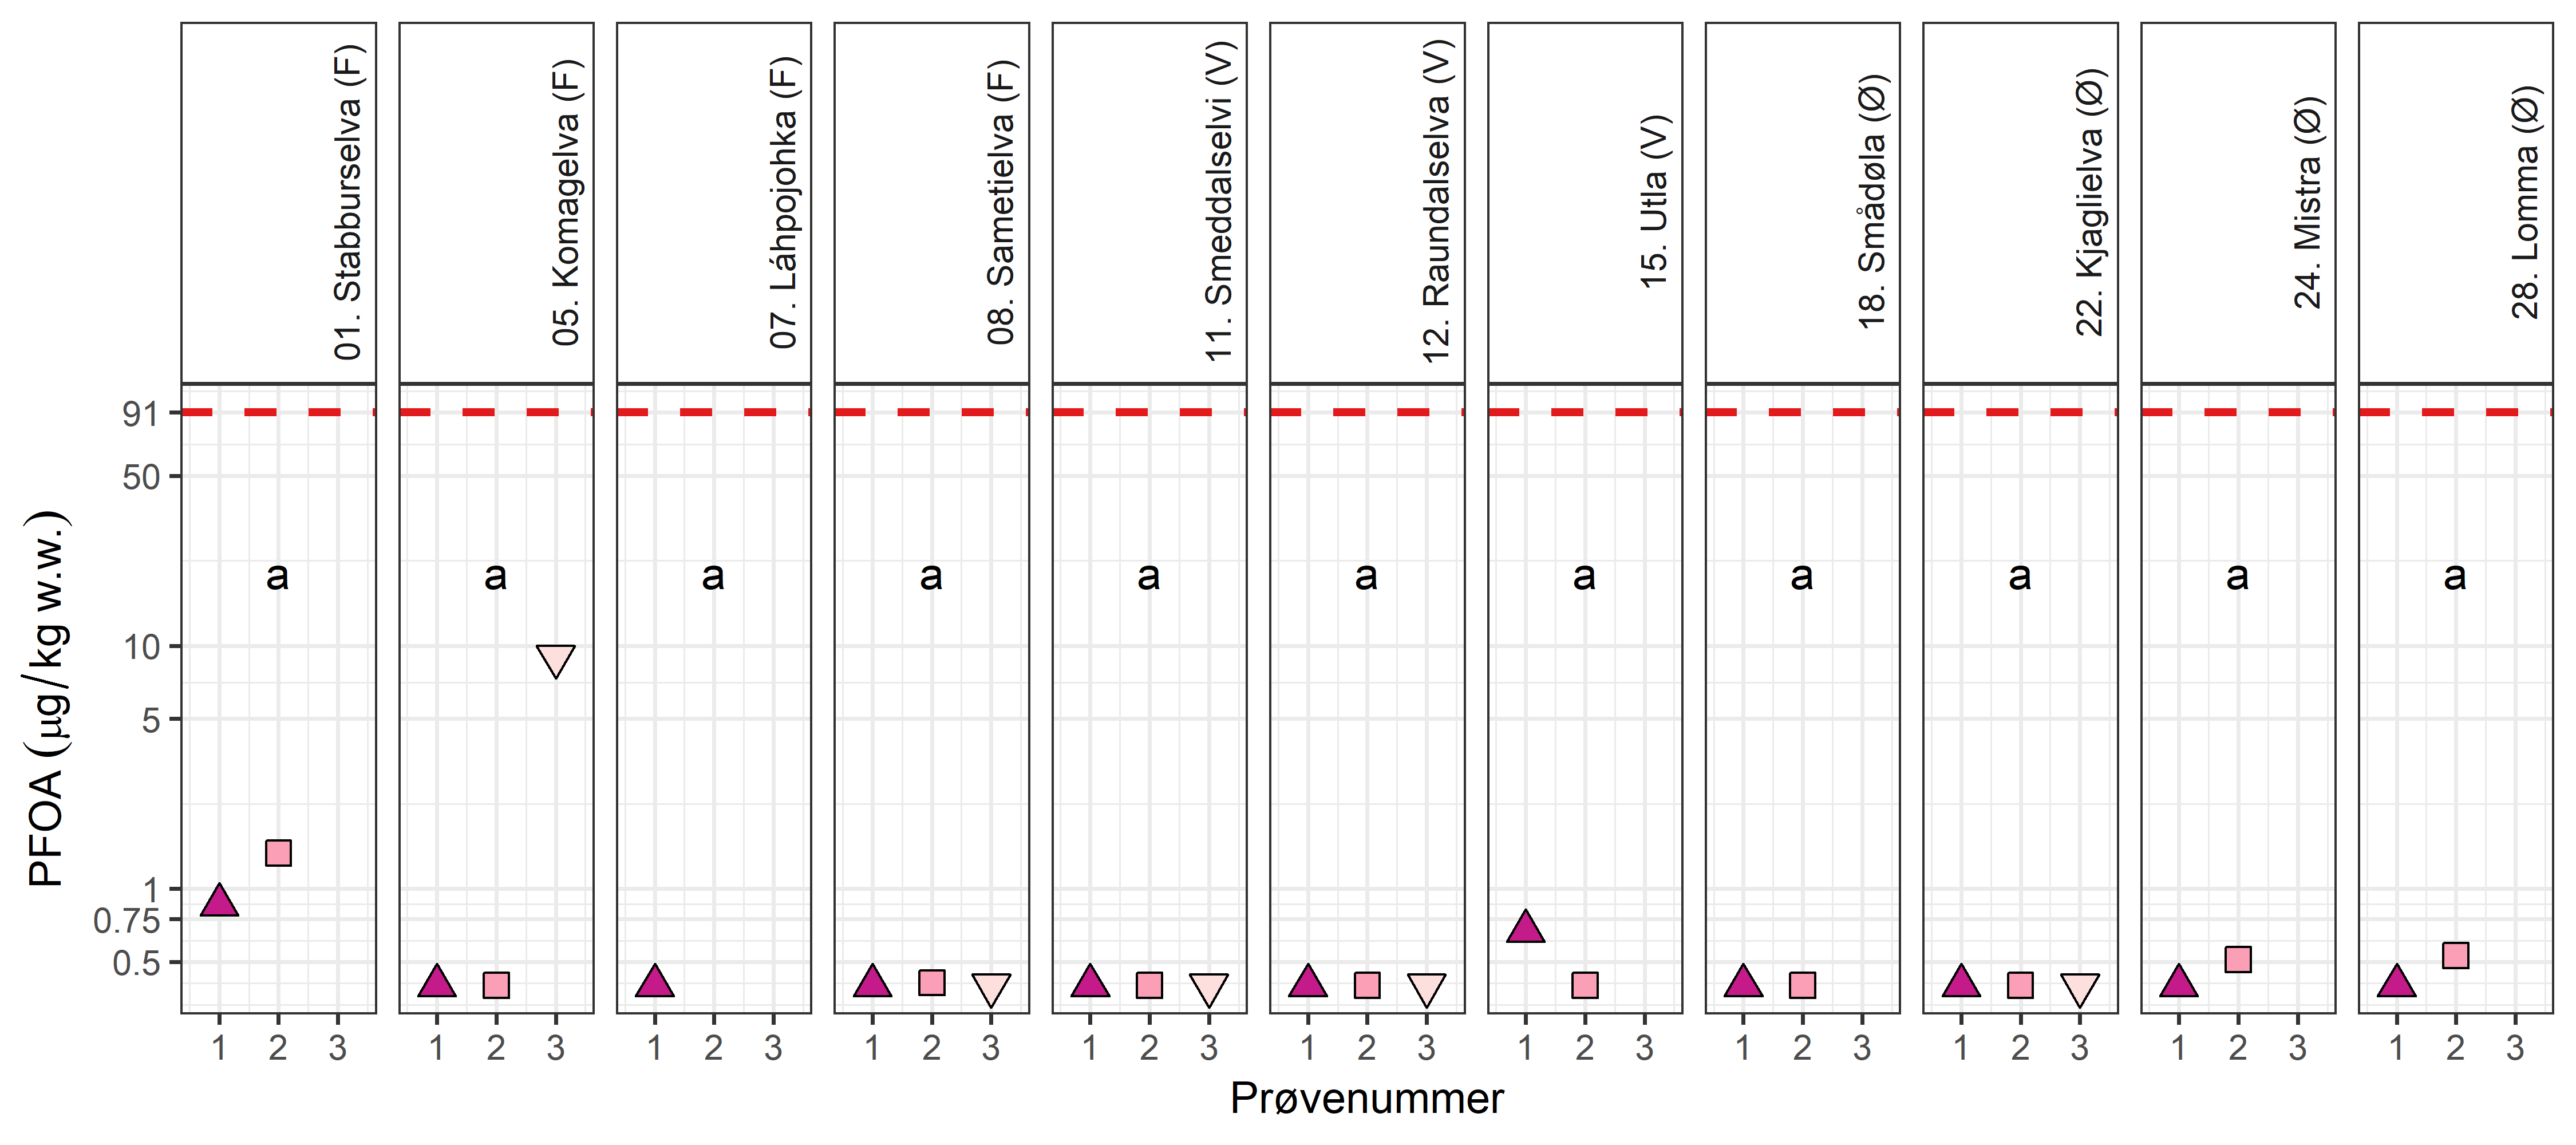 01. Stabburselva (F)
05. Komagelva (F)
07. Láhpojohka (F)
08. Sametielva (F)
11. Smeddalselvi (V)
12. Raundalselva (V)
15. Utla (V)
18. Smådøla (Ø)
22. Kjaglielva (Ø)
24. Mistra (Ø)
28. Lomma (Ø)
PFOA (µg/kg w.w.)
91
50
10
5
1
0.75
0.5
a a a a a a a a a a a
1 2 3 1 2 3 1 2 3 1 2 3 1 2 3 1 2 3 1 2 3 1 2 3 1 2 3 1 2 3 1 2 3
Prøvenummer